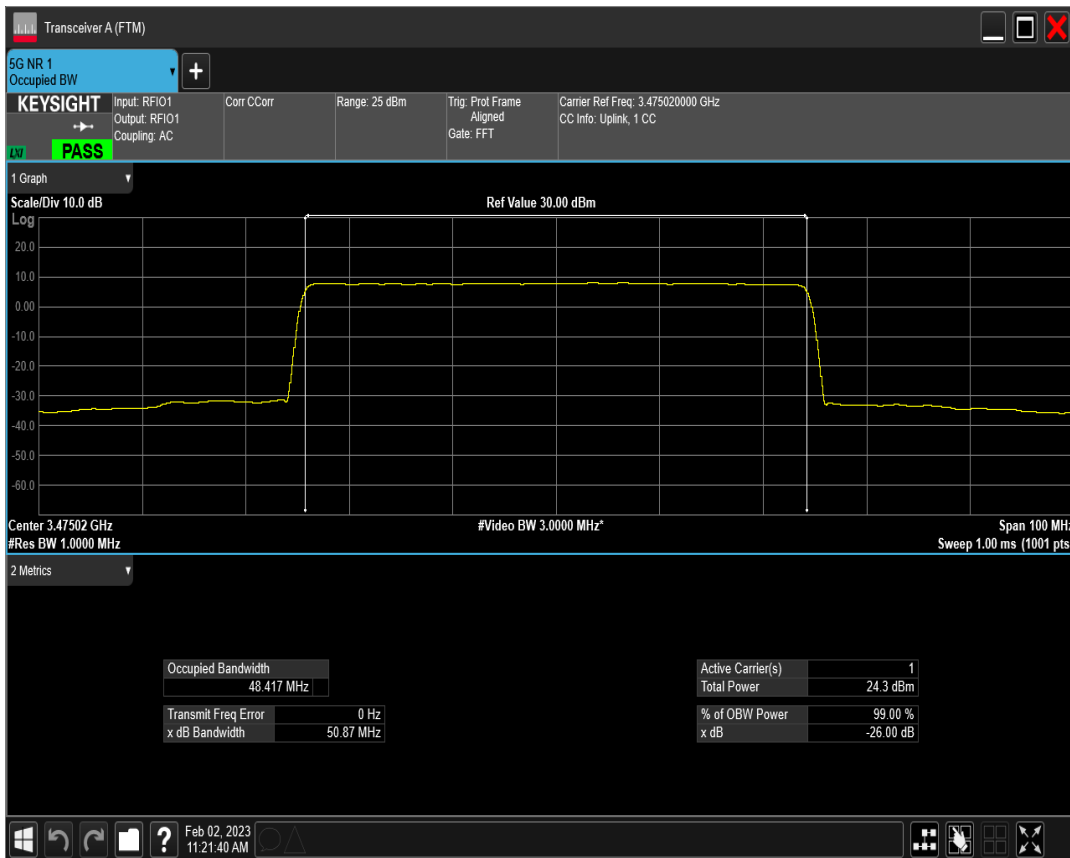 Transceiver A (FTM)
5G NR 1
Occupied BW
+
KEYSIGHT
LXI
PASS
Input: RFIO1
Output: RFIO1
Coupling: AC
Corr CCorr
Range: 25 dBm
Trig: Prot Frame
Aligned
Gate: FFT
Carrier Ref Freq: 3.475020000 GHz
CC Info: Uplink, 1 CC
1 Graph
Scale/Div 10.0 dB
Ref Value 30.00 dBm
Log
20.0
10.0
0.00
-10.0
-20.0
-30.0
-40.0
-50.0
-60.0
Center 3.47502 GHz
#Video BW 3.0000 MHz*
Span 100 MHz
#Res BW 1.0000 MHz
Sweep 1.00 ms (1001 pts
2 Metrics
Occupied Bandwidth
48.417 MHz
Transmit Freq Error 0 Hz
x dB Bandwidth 50.87 MHz
Active Carrier(s) 1
Total Power 24.3 dBm
% of OBW Power 99.00 %
x dB -26.00 dB
?
Feb 02, 2023
11:21:40 AM